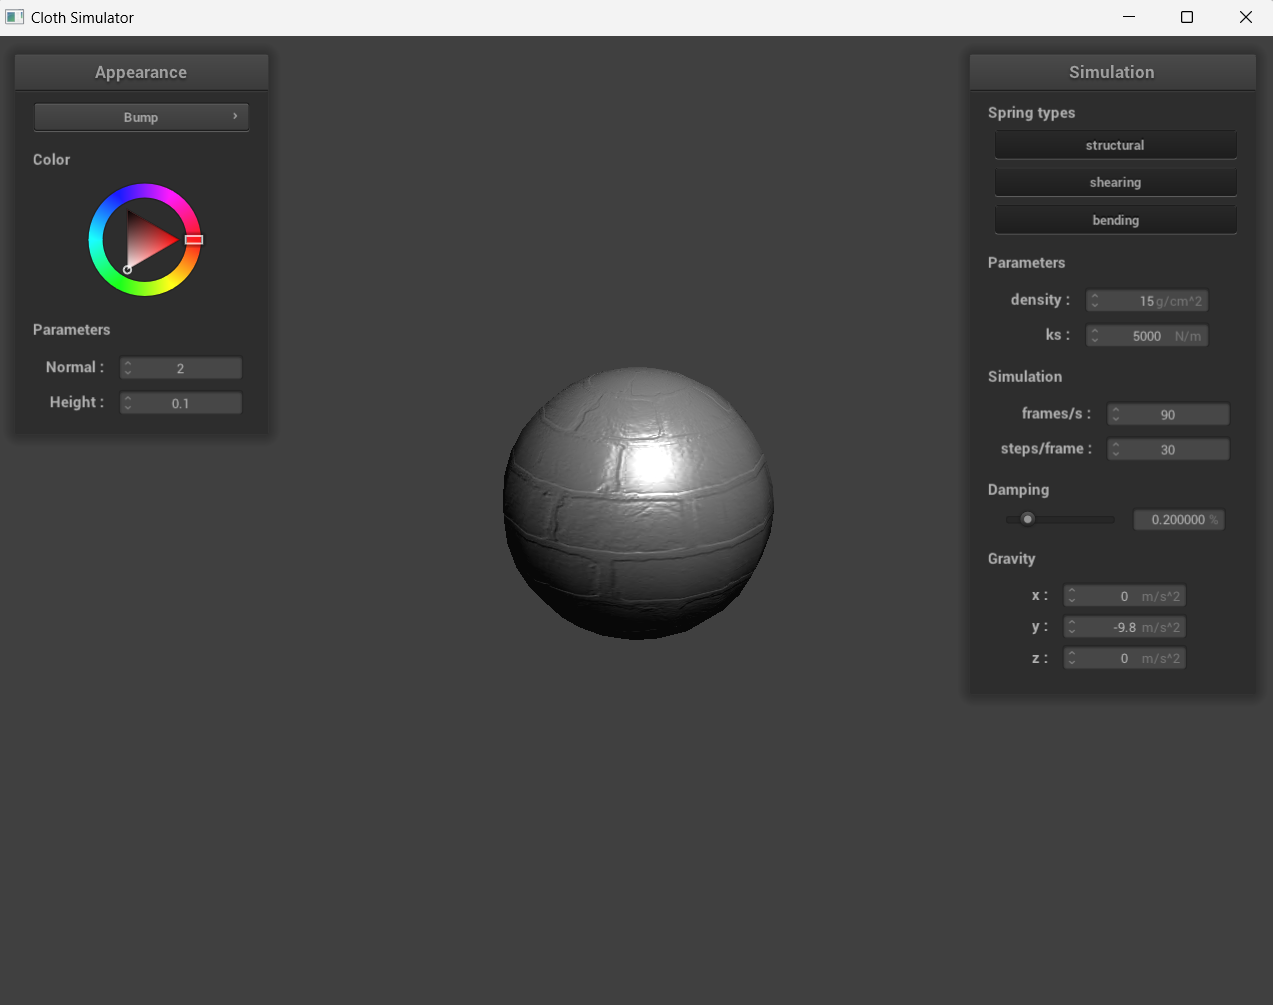 Cloth Simulator
Appearance
Bump
Color
Parameters
Normal : 2
Height : 0.1
Simulation
Spring types
structural
shearing
bending
Parameters
density : 15 g/cm^2
ks : 5000 N/m
Simulation
frames/s : 90
steps/frame : 30
Damping
0.200000 %
Gravity
x : 0 m/s^2
y : -9.8 m/s^2
z : 0 m/s^2